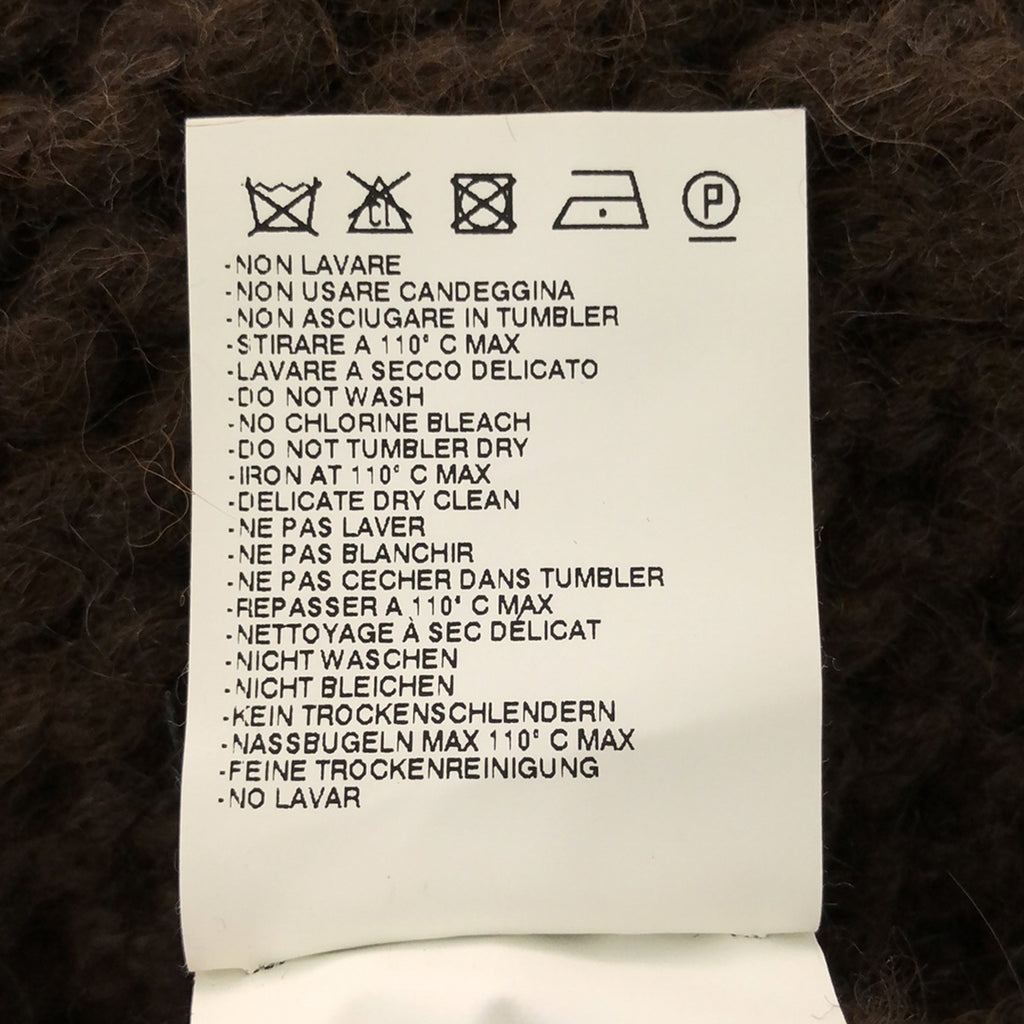 CL
P
-NON LAVARE
-NON USARE CANDEGGINA
-NON ASCIUGARE IN TUMBLER
-STIRARE A 110° C MAX
-LAVARE A SECCO DELICATO
-DO NOT WASH
-NO CHLORINE BLEACH
-DO NOT TUMBLER DRY
-IRON AT 110° C MAX
-DELICATE DRY CLEAN
-NE PAS LAVER
-NE PAS BLANCHIR
-NE PAS CECHER DANS TUMBLER
-REPASSER A 110° C MAX
-NETTOYAGE À SEC DÉLICAT
-NICHT WASCHEN
-NICHT BLEICHEN
-KEIN TROCKENSCHLENDERN
-NASSBUGELN MAX 110° C MAX
-FEINE TROCKENREINIGUNG
-NO LAVAR